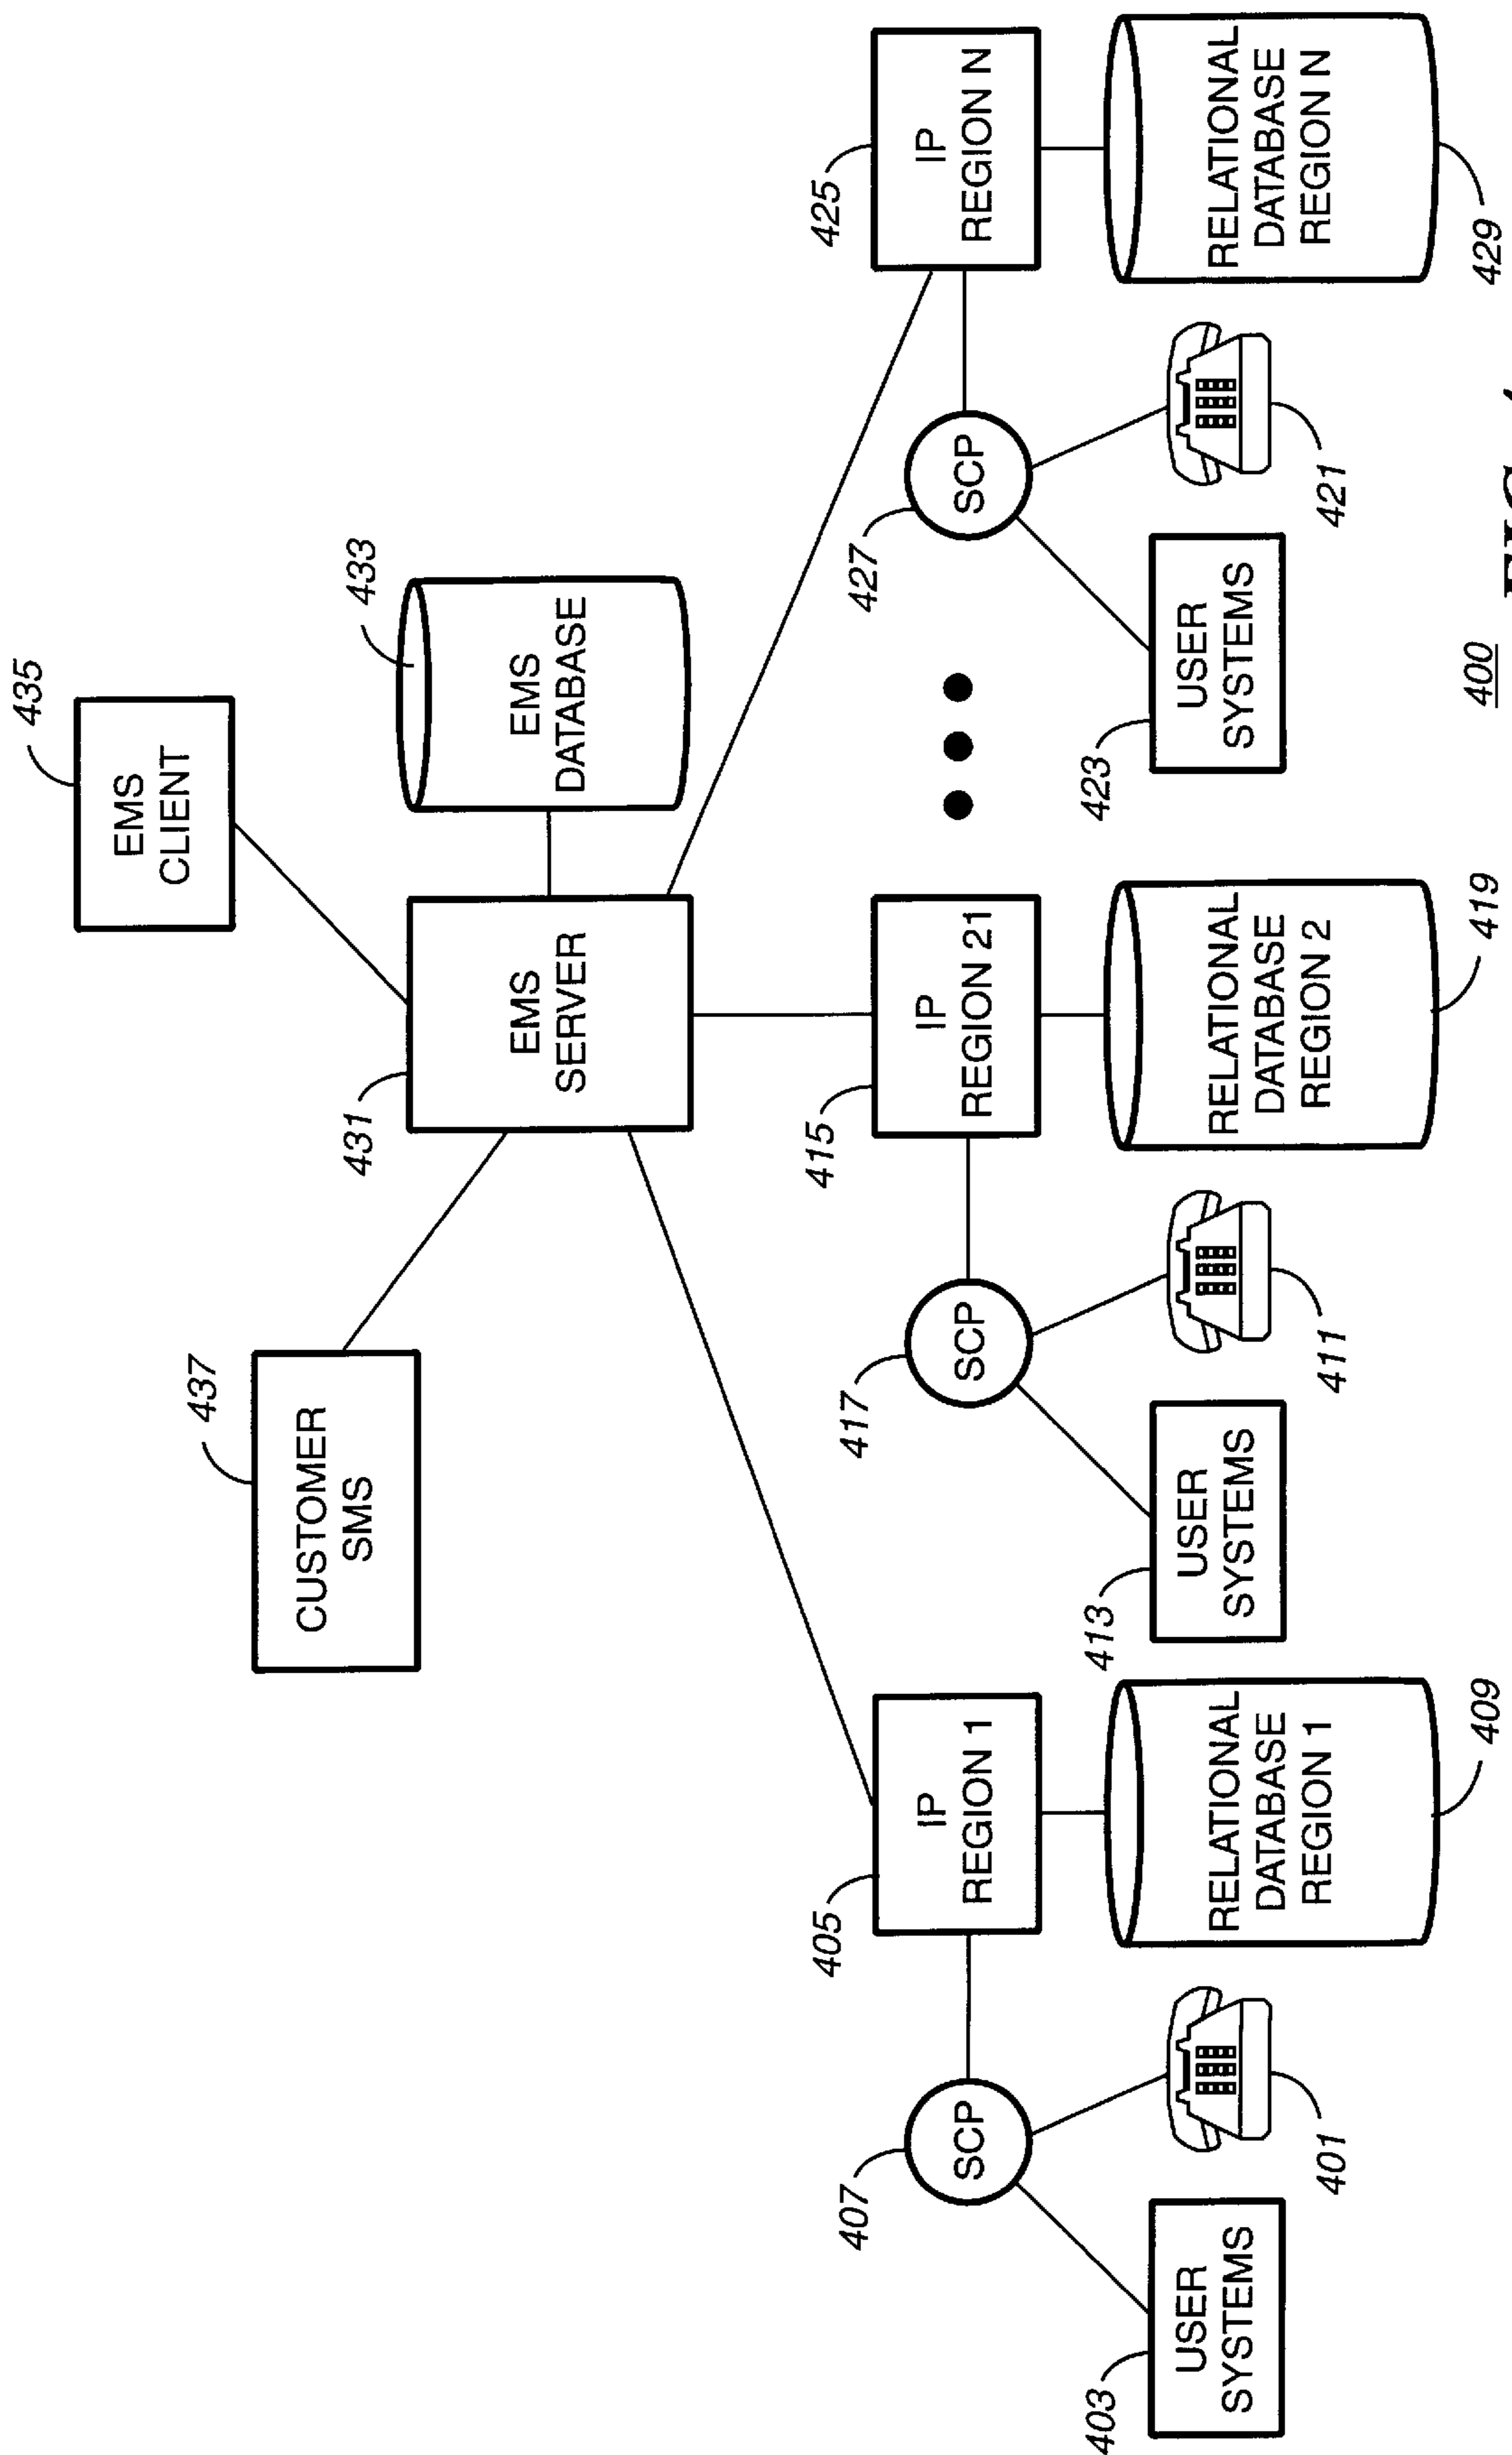 435
EMS
CLIENT
437
CUSTOMER
SMS
433
EMS
DATABASE
431
EMS
SERVER
405
IP
REGION 1
415
IP
REGION 21
425
IP
REGION N
407
SCP
417
SCP
427
SCP
403
USER
SYSTEMS
401
RELATIONAL
DATABASE
REGION 1
409
413
USER
SYSTEMS
411
RELATIONAL
DATABASE
REGION 2
419
423
USER
SYSTEMS
421
RELATIONAL
DATABASE
REGION N
429
400